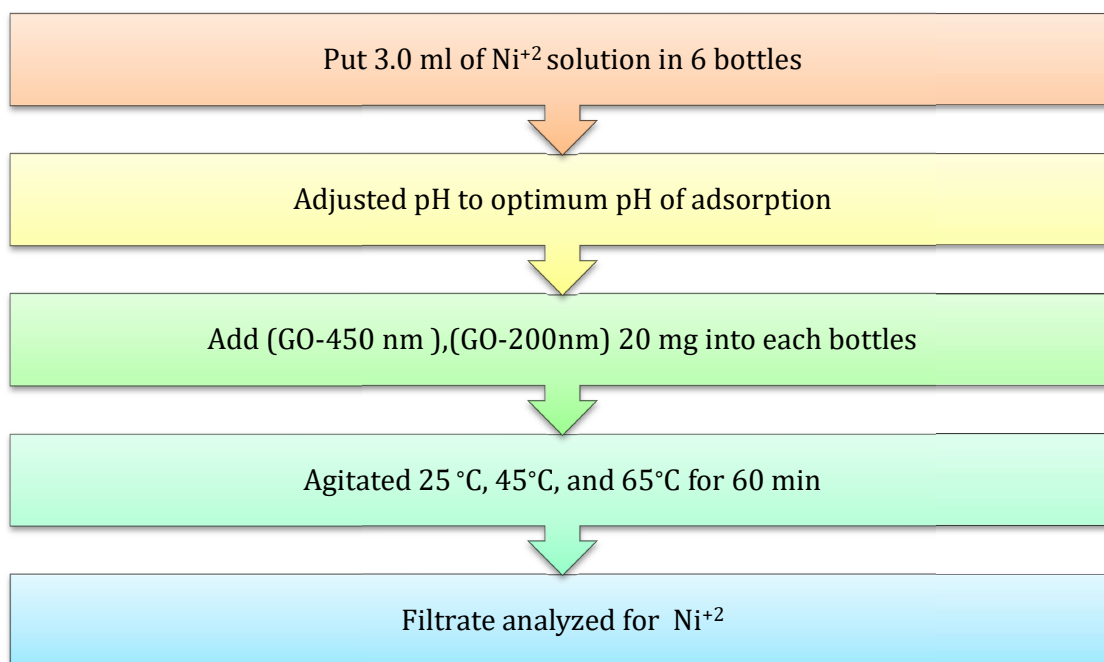 Put 3.0 ml of Ni⁺² solution in 6 bottles
Adjusted pH to optimum pH of adsorption
Add (GO-450 nm ),(GO-200nm) 20 mg into each bottles
Agitated 25 °C, 45°C, and 65°C for 60 min
Filtrate analyzed for Ni⁺²